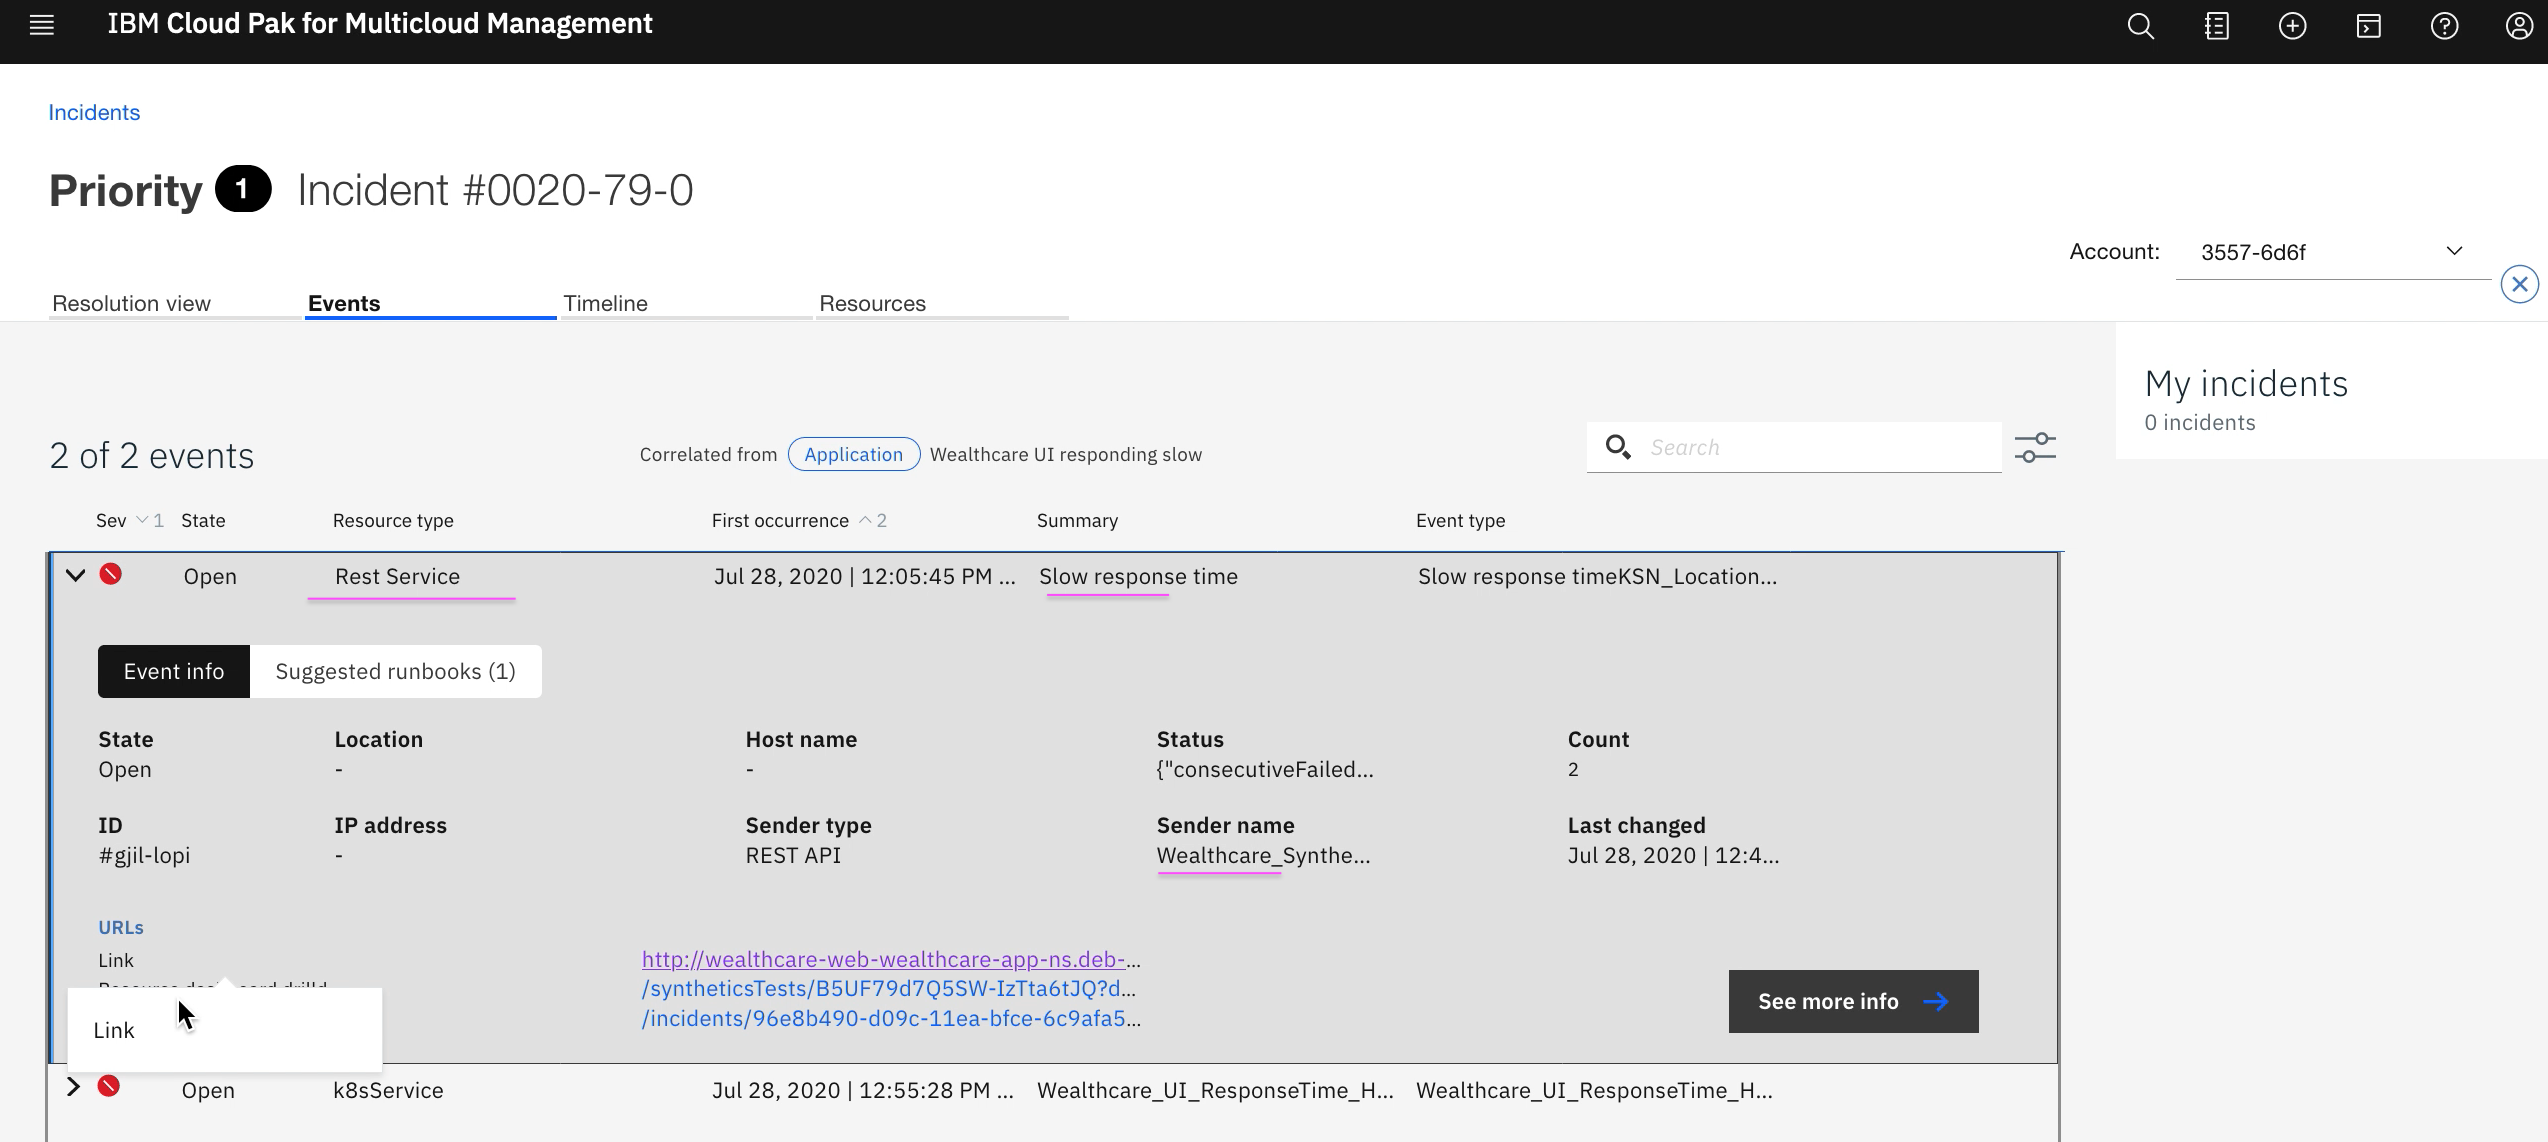 IBM Cloud Pak for Multicloud Management
Incidents
Priority 1 Incident #0020-79-0
Account: 3557-6d6f
Resolution view Events Timeline Resources
My incidents
0 incidents
2 of 2 events
Correlated from Application Wealthcare UI responding slow
Search
Sev 1 State Resource type First occurrence 2 Summary Event type
Open Rest Service Jul 28, 2020 | 12:05:45 PM ... Slow response time Slow response timeKSN_Location...
Event info Suggested runbooks (1)
State Location Host name Status Count
Open - - {"consecutiveFailed... 2
ID IP address Sender type Sender name Last changed
#gjil-lopi - REST API Wealthcare_Synthe... Jul 28, 2020 | 12:4...
URLs
Link http://wealthcare-web-wealthcare-app-ns.deb-...
/syntheticsTests/B5UF79d7Q5SW-IzTta6tJQ?d...
/incidents/96e8b490-d09c-11ea-bfce-6c9afa5...
See more info
Link
Open k8sService Jul 28, 2020 | 12:55:28 PM ... Wealthcare_UI_ResponseTime_H... Wealthcare_UI_ResponseTime_H...